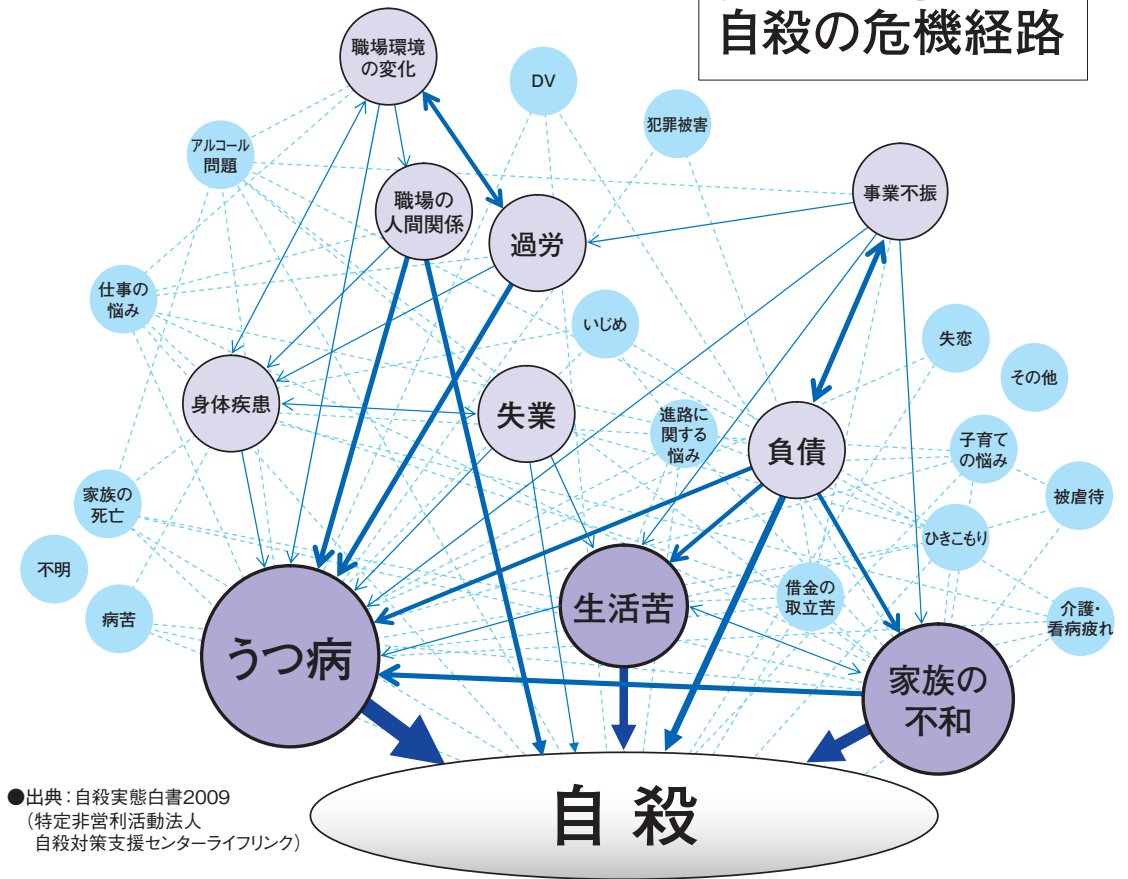 自殺の危機経路
職場環境
の変化
DV
犯罪被害
アルコール
問題
職場の
人間関係
過労
事業不振
仕事の
悩み
いじめ
失恋
その他
身体疾患
失業
進路に
関する
悩み
負債
子育て
の悩み
家族の
死亡
被虐待
ひきこもり
不明
病苦
うつ病
生活苦
借金の
取立苦
介護・
看病疲れ
家族の
不和
自殺
●出典：自殺実態白書2009
（特定非営利活動法人
自殺対策支援センターライフリンク）